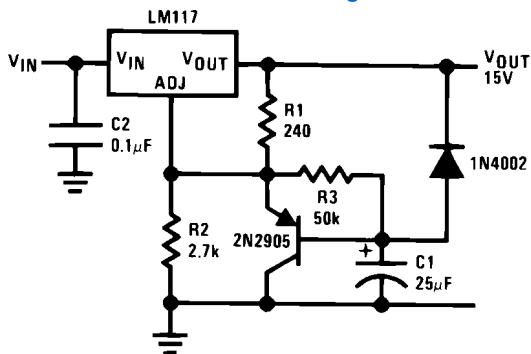 LM117
VIN
VIN
VOUT
ADJ
VOUT
15V
C2
0.1μF
R1
240
R3
50k
1N4002
R2
2.7k
2N2905
+
C1
25μF